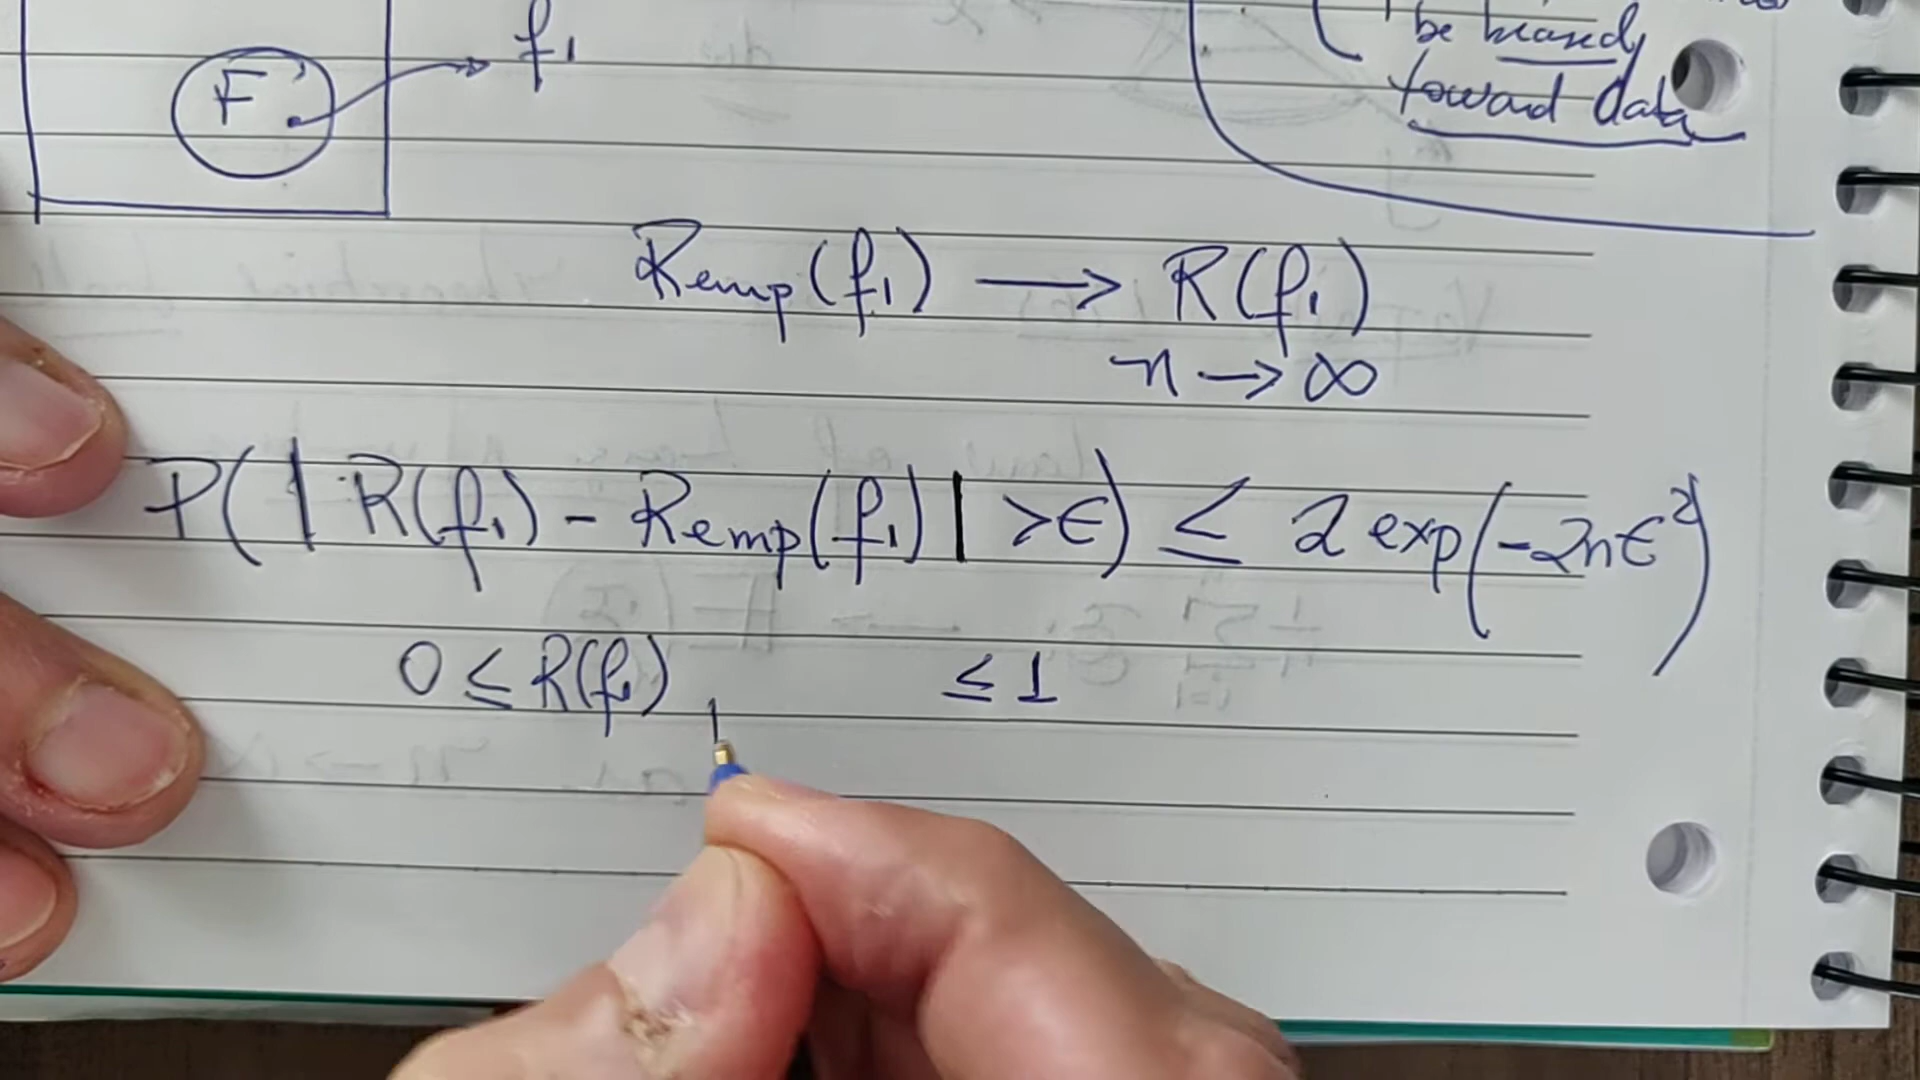 be biased
toward data
F
f₁
Remp(f₁) → R(f₁)
n → ∞
P(| R(f₁) - Remp(f₁) | > ϵ) ≤ 2 exp(-2nϵ²)
0 ≤ R(f₁) ≤ 1